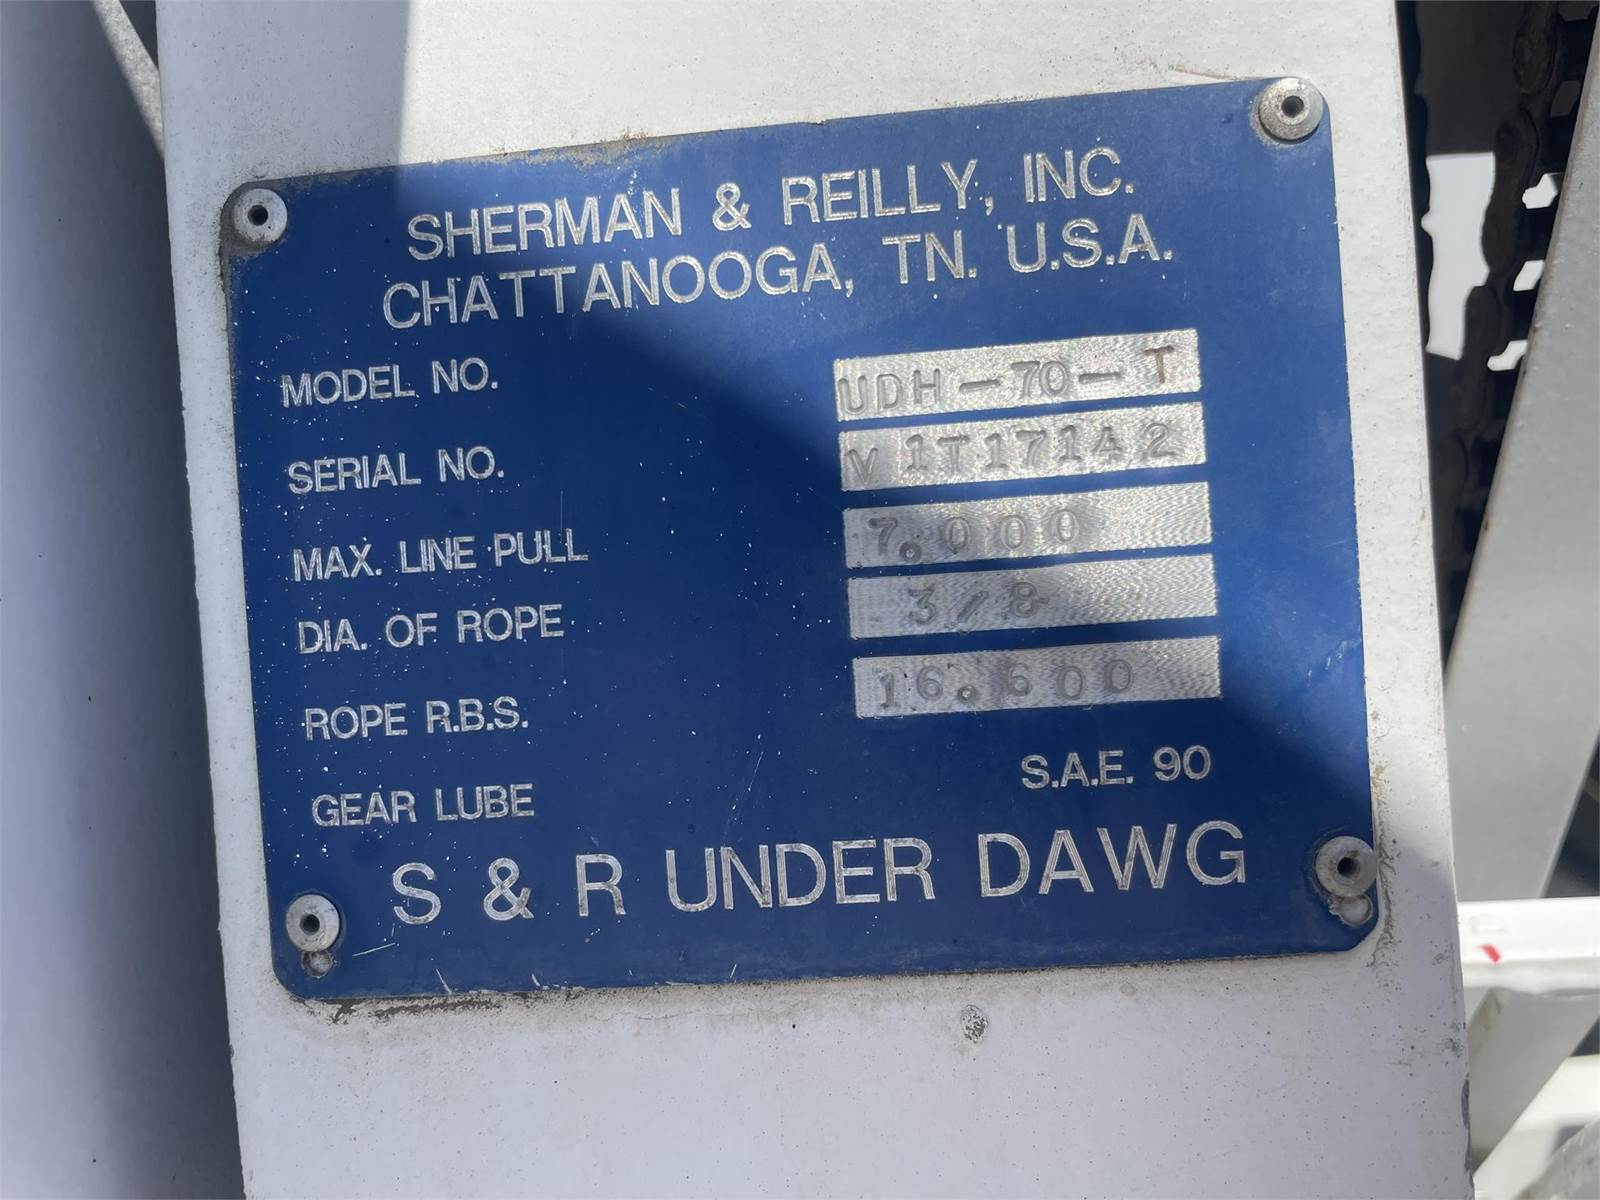 SHERMAN & REILLY, INC.
CHATTANOOGA, TN. U.S.A.
MODEL NO. UDH-70-T
SERIAL NO. V1T17142
MAX. LINE PULL 7.000
DIA. OF ROPE 3/8
ROPE R.B.S. 16.600
GEAR LUBE S.A.E. 90
S & R UNDER DAWG